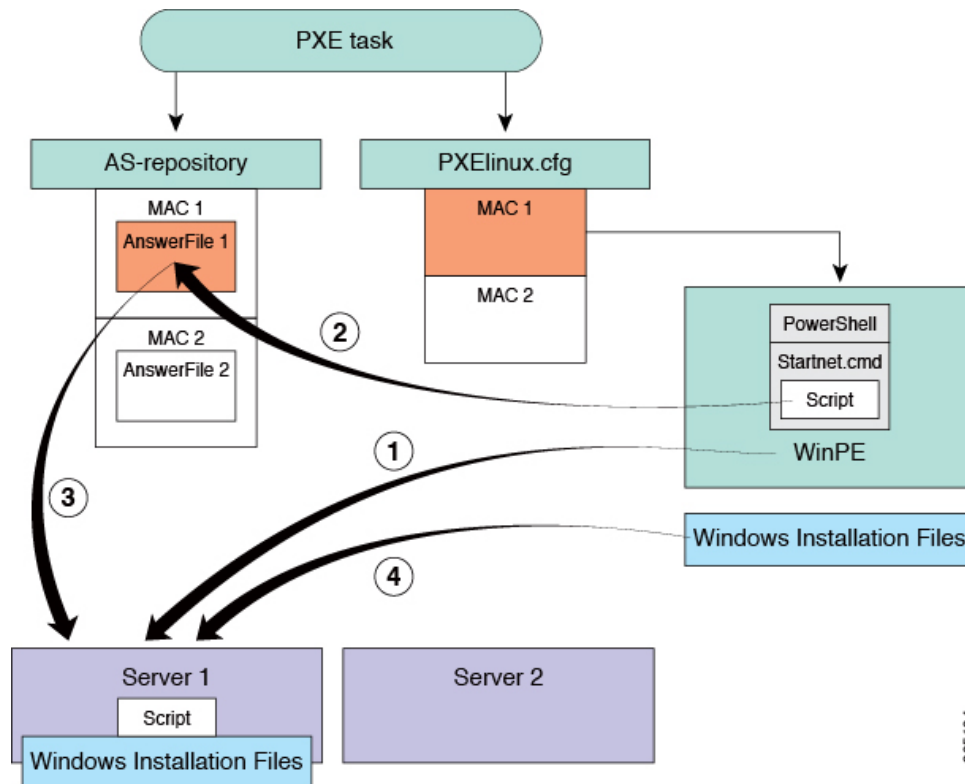 PXE task
AS-repository
PXElinux.cfg
MAC 1
AnswerFile 1
MAC 2
AnswerFile 2
MAC 1
MAC 2
PowerShell
Startnet.cmd
Script
WinPE
Windows Installation Files
2
1
3
4
Server 1
Script
Windows Installation Files
Server 2